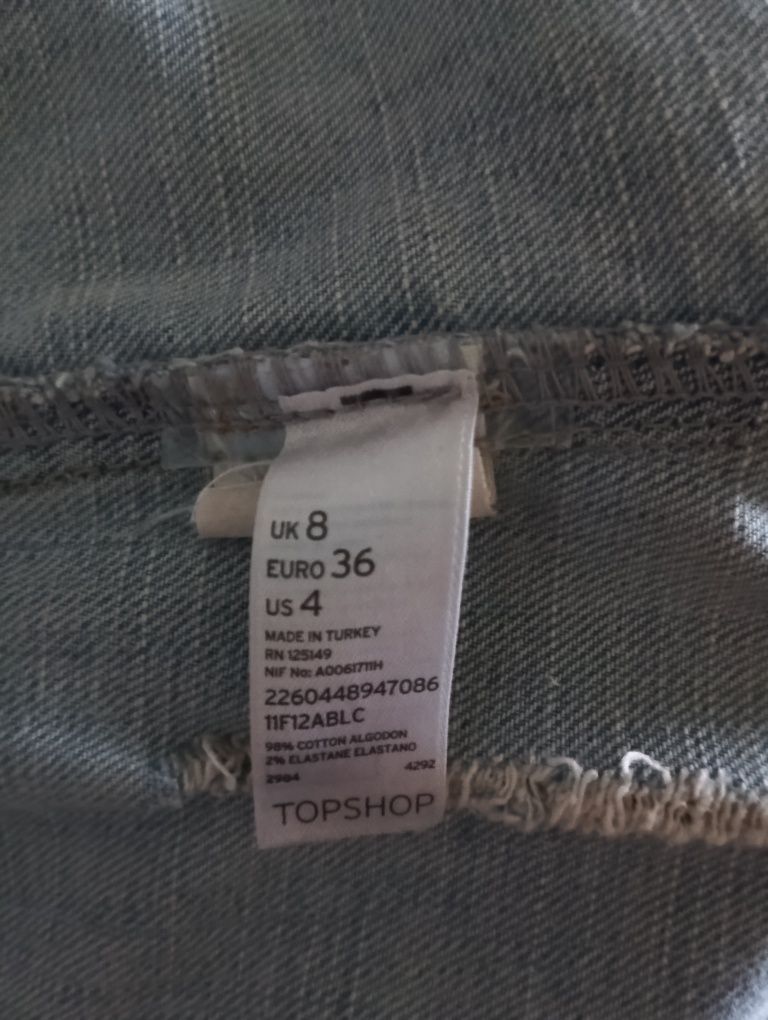 UK 8
EURO 36
US 4
MADE IN TURKEY
RN 125149
NIF No: A0061711H
2260448947086
11F12ABLC
98% COTTON ALGODON
2% ELASTANE ELASTANO
2984 4292
TOPSHOP